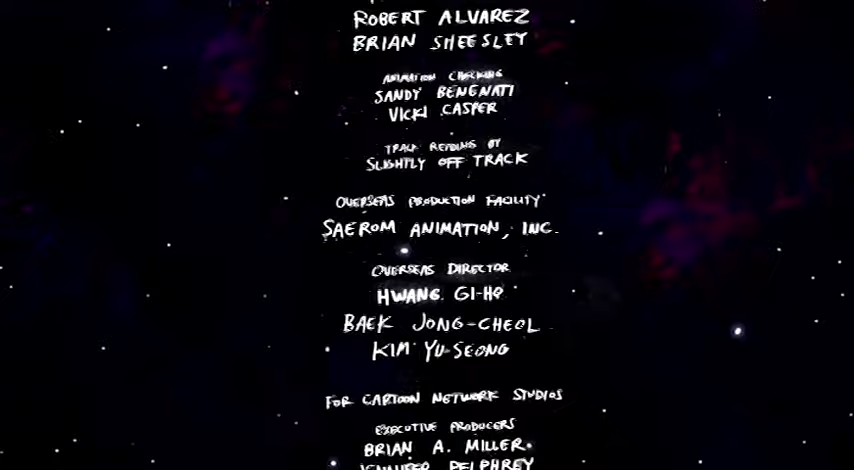 ROBERT ALVAREZ
BRIAN SHEESLEY
ANIMATION CHECKING
SANDY BENENATI
VICKI CASPER
TRACK READING BY
SLIGHTLY OFF TRACK
OVERSEAS PRODUCTION FACILITY
SAEROM ANIMATION, INC.
OVERSEAS DIRECTOR
HWANG GI-HO
BAEK JONG-CHEOL
KIM YU-SEONG
FOR CARTOON NETWORK STUDIOS
EXECUTIVE PRODUCERS
BRIAN A. MILLER
JENNIFER PELPHREY